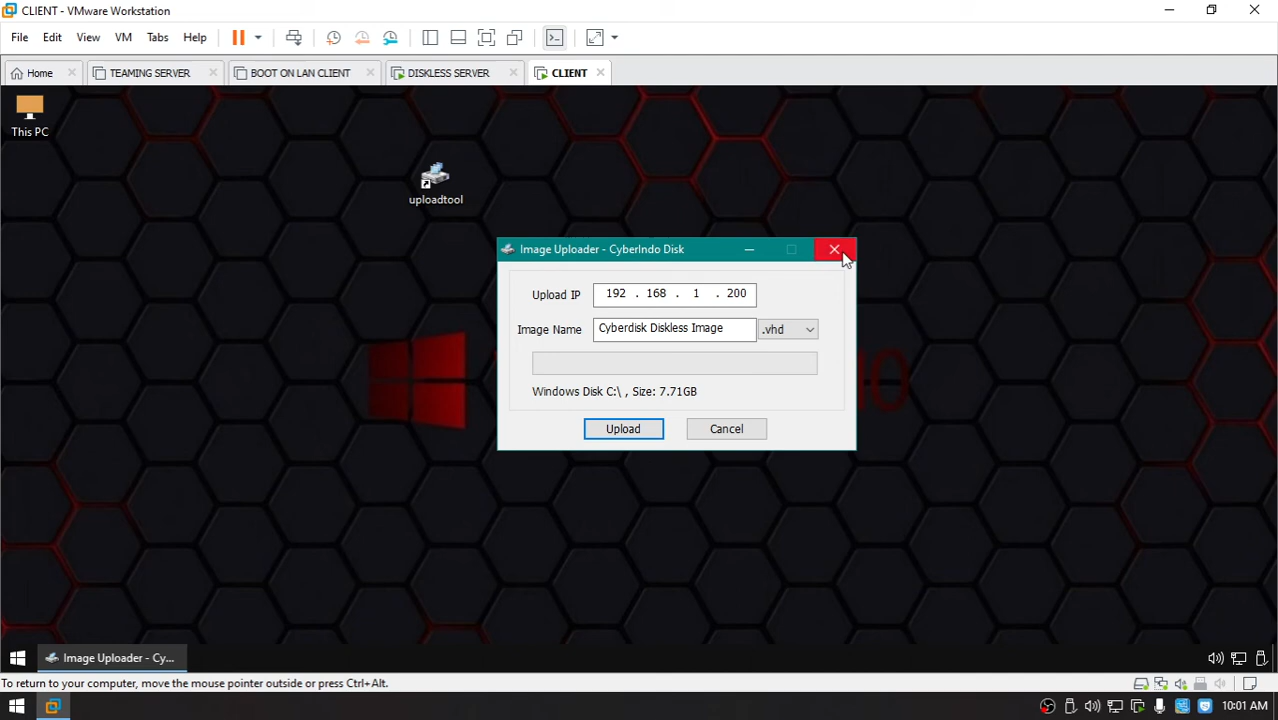 CLIENT - VMware Workstation
File Edit View VM Tabs Help
Home TEAMING SERVER BOOT ON LAN CLIENT DISKLESS SERVER CLIENT
This PC
uploadtool
Image Uploader - CyberIndo Disk
Upload IP 192 . 168 . 1 . 200
Image Name Cyberdisk Diskless Image .vhd
Windows Disk C:\ , Size: 7.71GB
Upload Cancel
Image Uploader - Cy...
To return to your computer, move the mouse pointer outside or press Ctrl+Alt.
10:01 AM